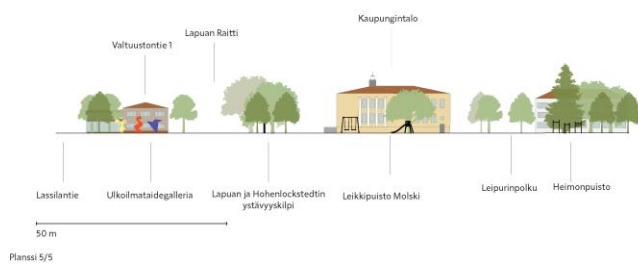 Kaupungintalo
Lapuan Raitti
Valtuustontie 1
Lassilantie
Ulkoilmataidegalleria
Lapuan ja Hohenlockstedtin
ystävyyskilpi
Leikkipuisto Molski
Leipurinpolku
Heimonpuisto
50 m
Planssi 5/5